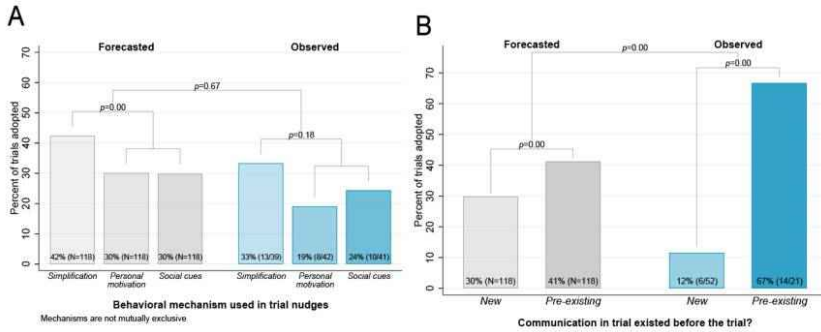 A
Forecasted
Observed
Percent of trials adopted
70
60
50
40
30
20
10
0
p=0.67
p=0.00
p=0.18
42% (N=118)
30% (N=118)
30% (N=118)
33% (13/39)
19% (8/42)
24% (10/41)
Simplification
Personal
motivation
Social cues
Simplification
Personal
motivation
Social cues
Behavioral mechanism used in trial nudges
Mechanisms are not mutually exclusive
B
Forecasted
Observed
Percent of trials adopted
70
60
50
40
30
20
10
0
p=0.00
p=0.00
p=0.00
30% (N=118)
41% (N=118)
12% (6/52)
67% (14/21)
New
Pre-existing
New
Pre-existing
Communication in trial existed before the trial?